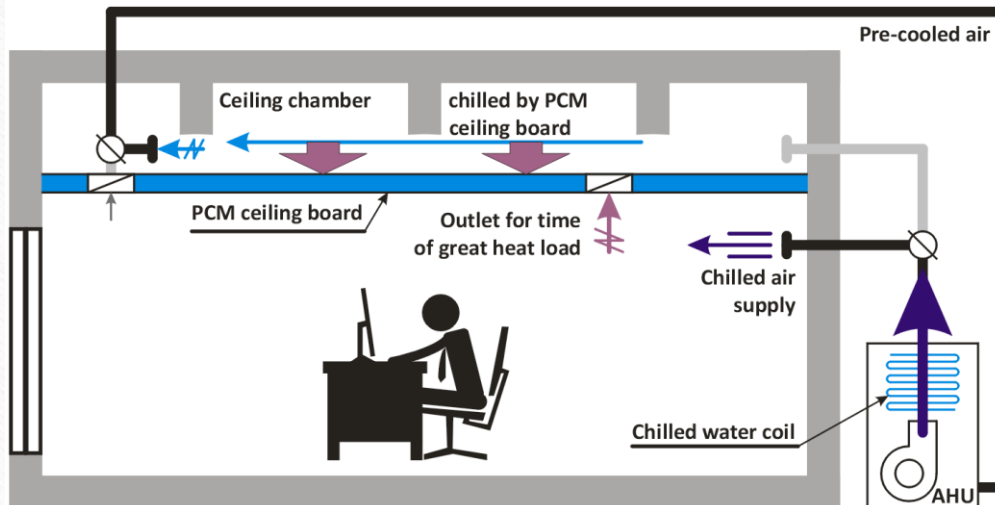 Pre-cooled air
Ceiling chamber
chilled by PCM
ceiling board
PCM ceiling board
Outlet for time
of great heat load
Chilled air
supply
Chilled water coil
AHU